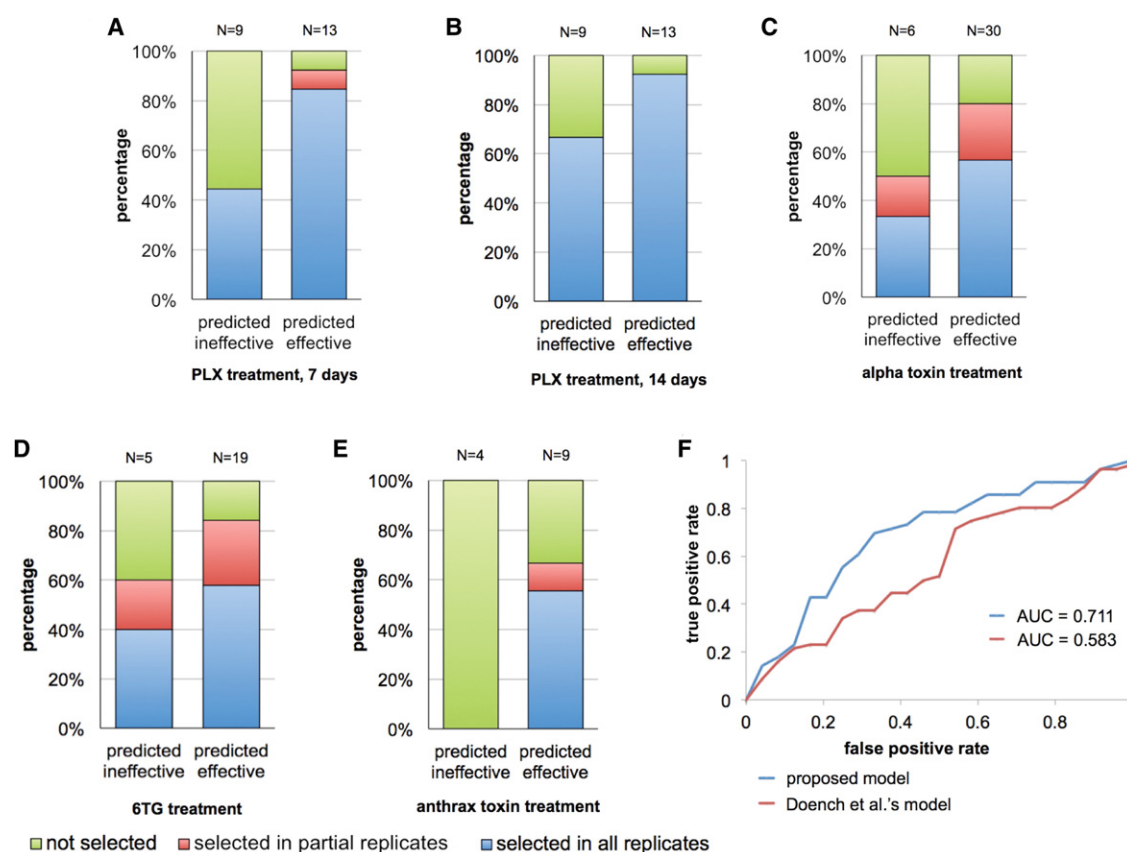 A
N=9 N=13
100%
80%
60%
40%
20%
0%
percentage
predicted ineffective
predicted effective
PLX treatment, 7 days
B
N=9 N=13
100%
80%
60%
40%
20%
0%
percentage
predicted ineffective
predicted effective
PLX treatment, 14 days
C
N=6 N=30
100%
80%
60%
40%
20%
0%
percentage
predicted ineffective
predicted effective
alpha toxin treatment
D
N=5 N=19
100%
80%
60%
40%
20%
0%
percentage
predicted ineffective
predicted effective
6TG treatment
E
N=4 N=9
100%
80%
60%
40%
20%
0%
percentage
predicted ineffective
predicted effective
anthrax toxin treatment
F
1
0.8
0.6
0.4
0.2
0
true positive rate
AUC = 0.711
AUC = 0.583
0 0.2 0.4 0.6 0.8
false positive rate
proposed model
Doench et al.'s model
not selected selected in partial replicates selected in all replicates